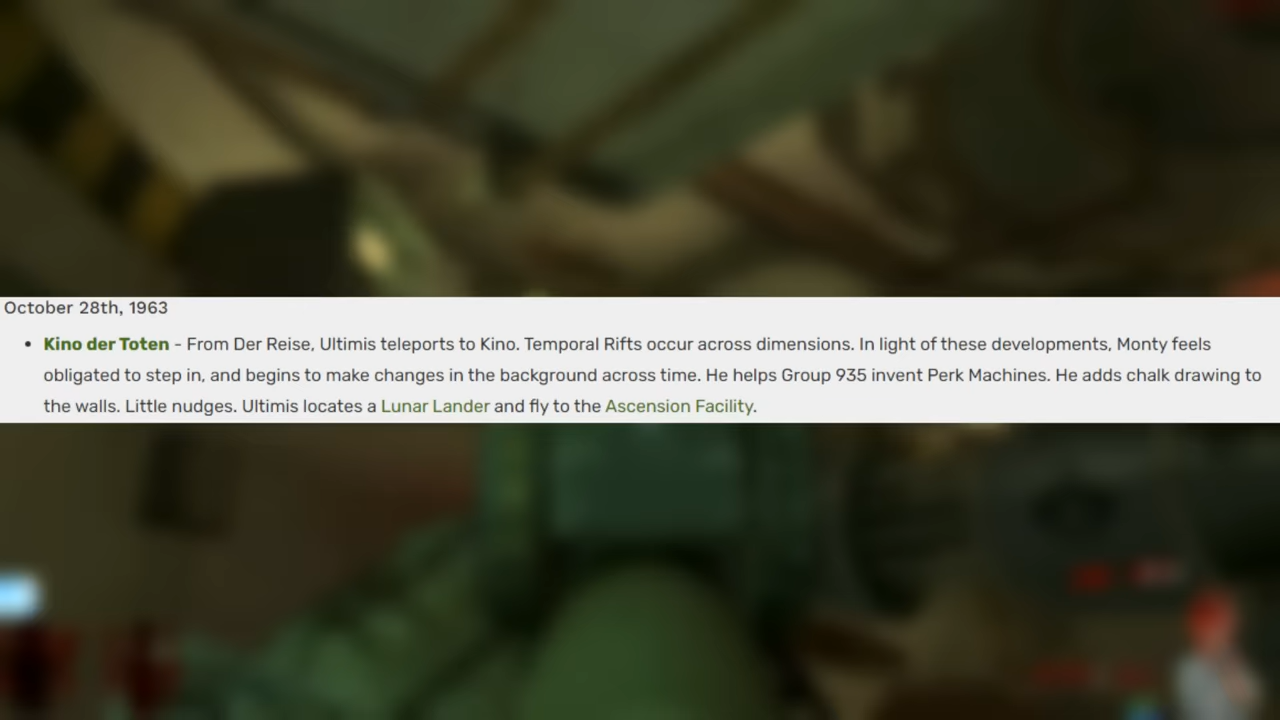 October 28th, 1963
• Kino der Toten - From Der Reise, Ultimis teleports to Kino. Temporal Rifts occur across dimensions. In light of these developments, Monty feels
obligated to step in, and begins to make changes in the background across time. He helps Group 935 invent Perk Machines. He adds chalk drawing to
the walls. Little nudges. Ultimis locates a Lunar Lander and fly to the Ascension Facility.